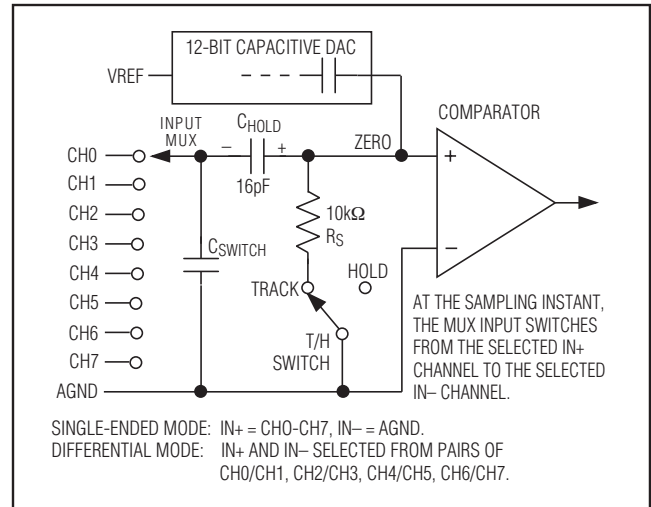 12-BIT CAPACITIVE DAC
VREF
COMPARATOR
INPUT
MUX
CHOLD
ZERO
– +
16pF
+
CH0
CH1
CH2
CH3
CH4
CH5
CH6
CH7
AGND
CSWITCH
10kΩ
RS
–
TRACK
HOLD
T/H
SWITCH
AT THE SAMPLING INSTANT,
THE MUX INPUT SWITCHES
FROM THE SELECTED IN+
CHANNEL TO THE SELECTED
IN– CHANNEL.
SINGLE-ENDED MODE: IN+ = CHO-CH7, IN– = AGND.
DIFFERENTIAL MODE: IN+ AND IN– SELECTED FROM PAIRS OF
CH0/CH1, CH2/CH3, CH4/CH5, CH6/CH7.